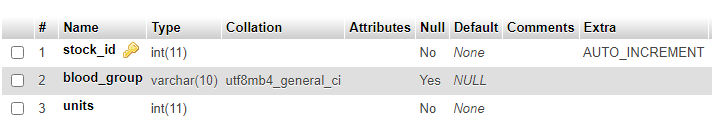 # Name Type Collation Attributes Null Default Comments Extra
1 stock_id int(11) No None AUTO_INCREMENT
2 blood_group varchar(10) utf8mb4_general_ci Yes NULL
3 units int(11) No None